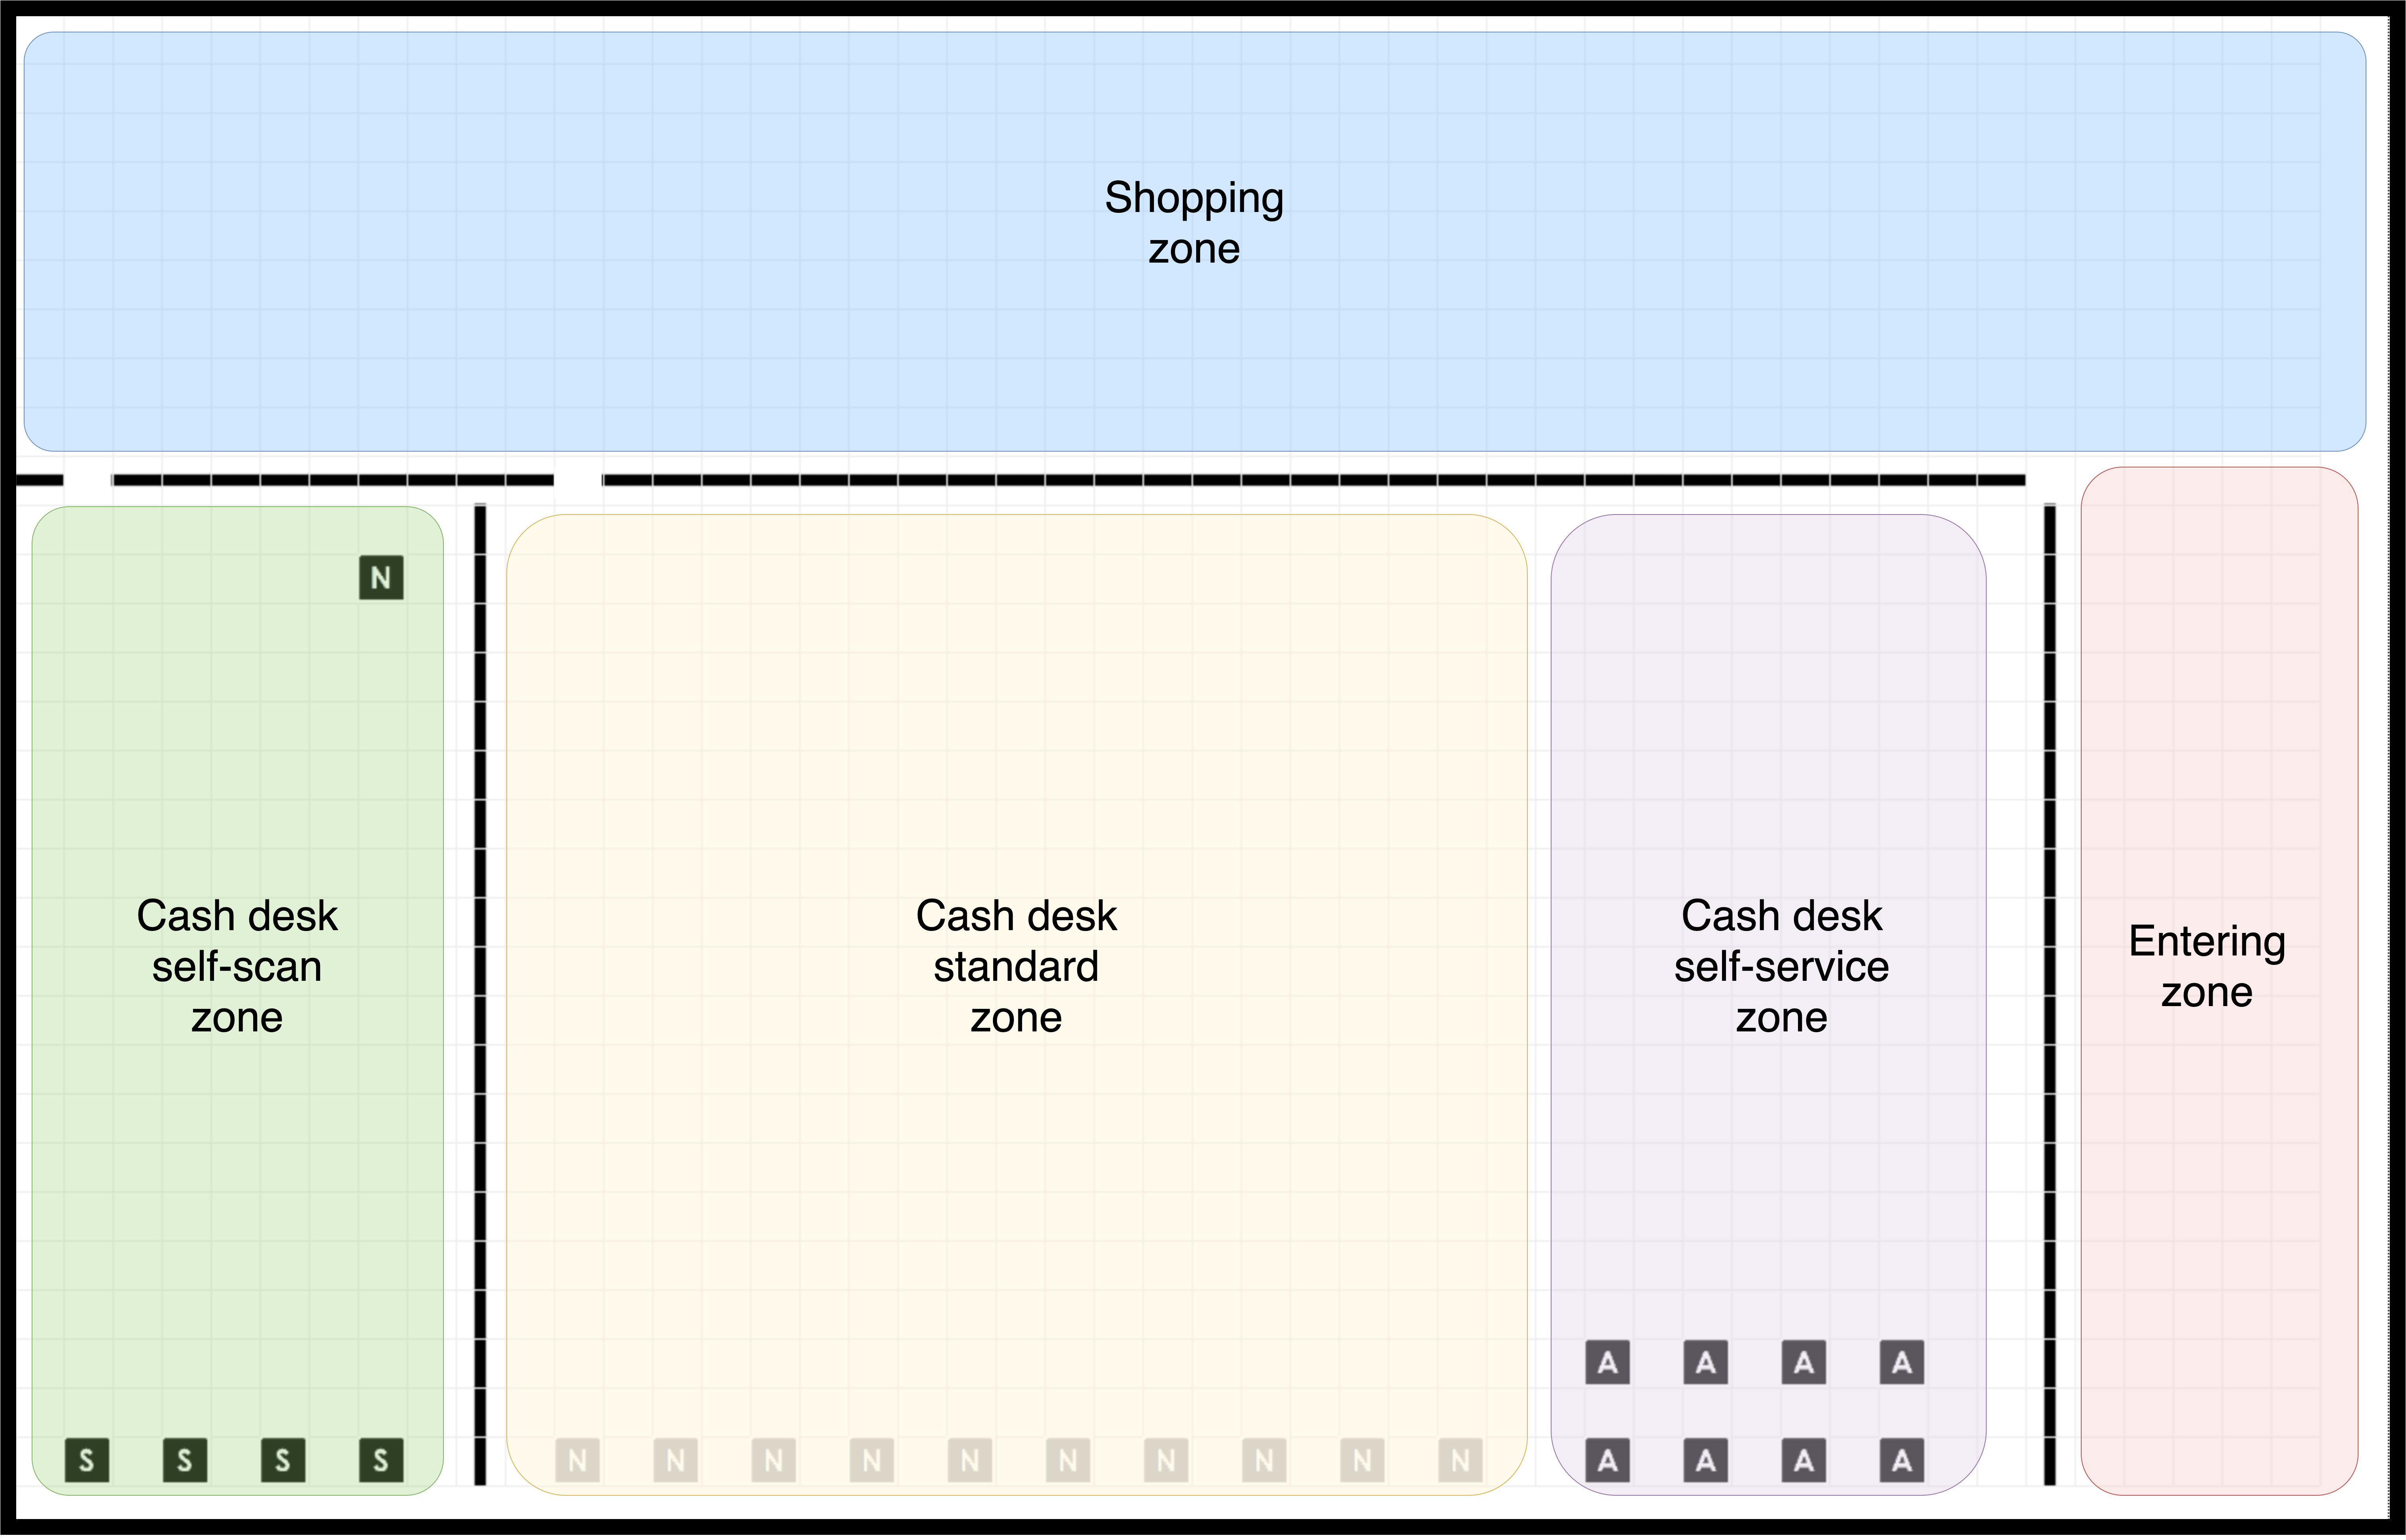 Shopping
zone
N
Cash desk
self-scan
zone
Cash desk
standard
zone
Cash desk
self-service
zone
Entering
zone
A A A A
S S S S N N N N N N N N N N A A A A